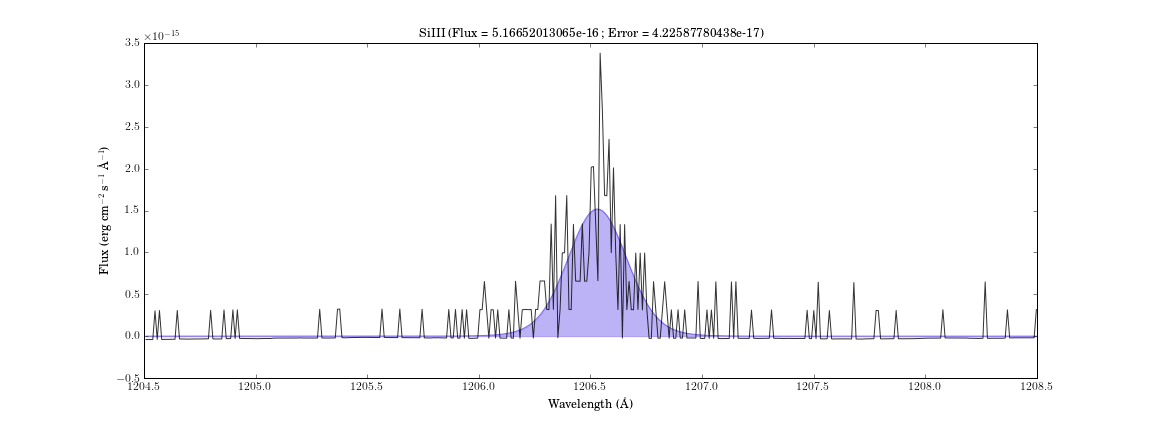 SiIII (Flux = 5.16652013065e-16 ; Error = 4.22587780438e-17)
×10⁻¹⁵
3.5
3.0
2.5
2.0
1.5
1.0
0.5
0.0
−0.5
Flux (erg cm⁻² s⁻¹ Å⁻¹)
1204.5 1205.0 1205.5 1206.0 1206.5 1207.0 1207.5 1208.0 1208.5
Wavelength (Å)